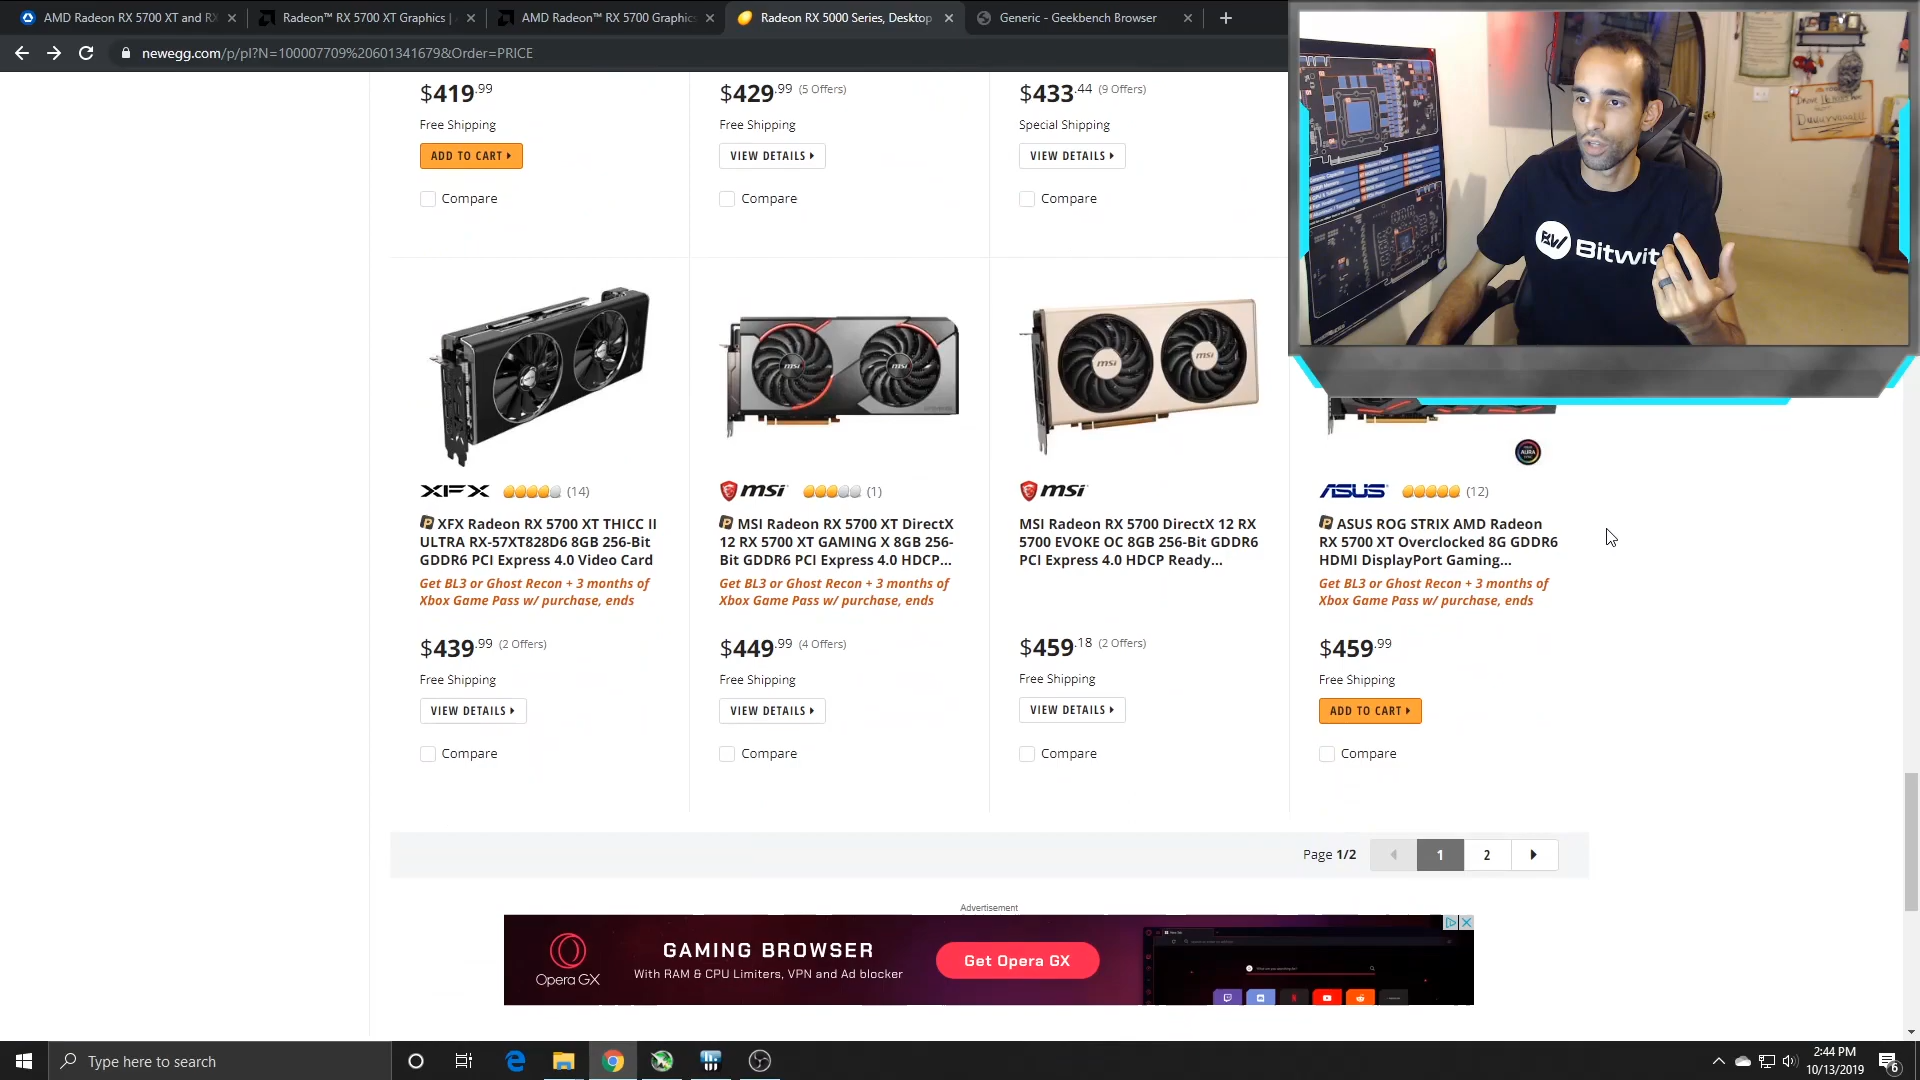 AMD Radeon RX 5700 XT and RX
Radeon™ RX 5700 XT Graphics |
AMD Radeon™ RX 5700 Graphics
Radeon RX 5000 Series, Desktop
Generic - Geekbench Browser
newegg.com/p/pl?N=100007709%20601341679&Order=PRICE
$419.99
$429.99 (5 Offers)
$433.44 (9 Offers)
Free Shipping
Free Shipping
Special Shipping
ADD TO CART
VIEW DETAILS
VIEW DETAILS
Compare
Compare
Compare
BW Bitwit
msi
msi
msi
msi
AURA
XFX (14)
msi (1)
msi
ASUS (12)
XFX Radeon RX 5700 XT THICC II
ULTRA RX-57XT828D6 8GB 256-Bit
GDDR6 PCI Express 4.0 Video Card
Get BL3 or Ghost Recon + 3 months of
Xbox Game Pass w/ purchase, ends
MSI Radeon RX 5700 XT DirectX
12 RX 5700 XT GAMING X 8GB 256-
Bit GDDR6 PCI Express 4.0 HDCP...
Get BL3 or Ghost Recon + 3 months of
Xbox Game Pass w/ purchase, ends
MSI Radeon RX 5700 DirectX 12 RX
5700 EVOKE OC 8GB 256-Bit GDDR6
PCI Express 4.0 HDCP Ready...
ASUS ROG STRIX AMD Radeon
RX 5700 XT Overclocked 8G GDDR6
HDMI DisplayPort Gaming...
Get BL3 or Ghost Recon + 3 months of
Xbox Game Pass w/ purchase, ends
$439.99 (2 Offers)
$449.99 (4 Offers)
$459.18 (2 Offers)
$459.99
Free Shipping
Free Shipping
Free Shipping
Free Shipping
VIEW DETAILS
VIEW DETAILS
VIEW DETAILS
ADD TO CART
Compare
Compare
Compare
Compare
Page 1/2
1
2
Advertisement
Opera GX
GAMING BROWSER
With RAM & CPU Limiters, VPN and Ad blocker
Get Opera GX
Type here to search
2:44 PM
10/13/2019
6